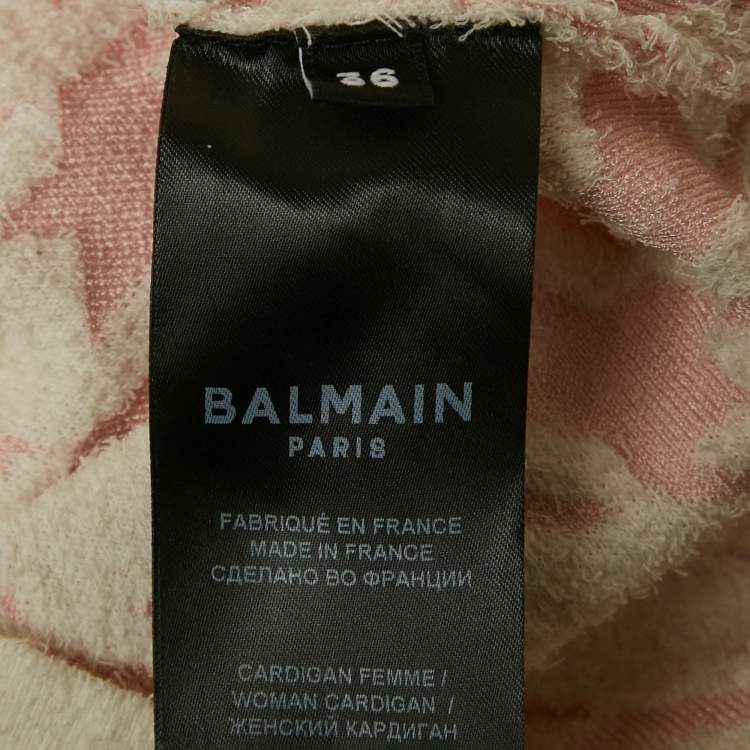 36
BALMAIN
PARIS
FABRIQUÉ EN FRANCE
MADE IN FRANCE
СДЕЛАНО ВО ФРАНЦИИ
CARDIGAN FEMME /
WOMAN CARDIGAN /
ЖЕНСКИЙ КАРДИГАН